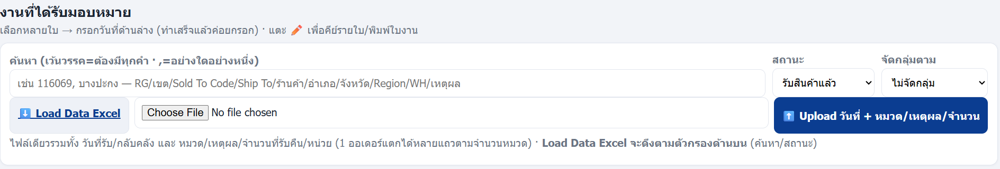 งานที่ได้รับมอบหมาย
เลือกหลายใบ → กรอกวันที่ด้านล่าง (ทำเสร็จแล้วค่อยกรอก) · แตะ ✏️ เพื่อคีย์รายใบ/พิมพ์ใบงาน
ค้นหา (เว้นวรรค=ต้องมีทุกคำ · ,=อย่างใดอย่างหนึ่ง)
สถานะ
จัดกลุ่มตาม
เช่น 116069, บางปะกง — RG/เขต/Sold To Code/Ship To/ร้านค้า/อำเภอ/จังหวัด/Region/WH/เหตุผล
รับสินค้าแล้ว
ไม่จัดกลุ่ม
⬇️ Load Data Excel
Choose File No file chosen
⬆️ Upload วันที่ + หมวด/เหตุผล/จำนวน
ไฟล์เดียวรวมทั้ง วันที่รับ/กลับคลัง และ หมวด/เหตุผล/จำนวนที่รับคืน/หน่วย (1 ออเดอร์แตกได้หลายแถวตามจำนวนหมวด) · Load Data Excel จะดึงตามตัวกรองด้านบน (ค้นหา/สถานะ)